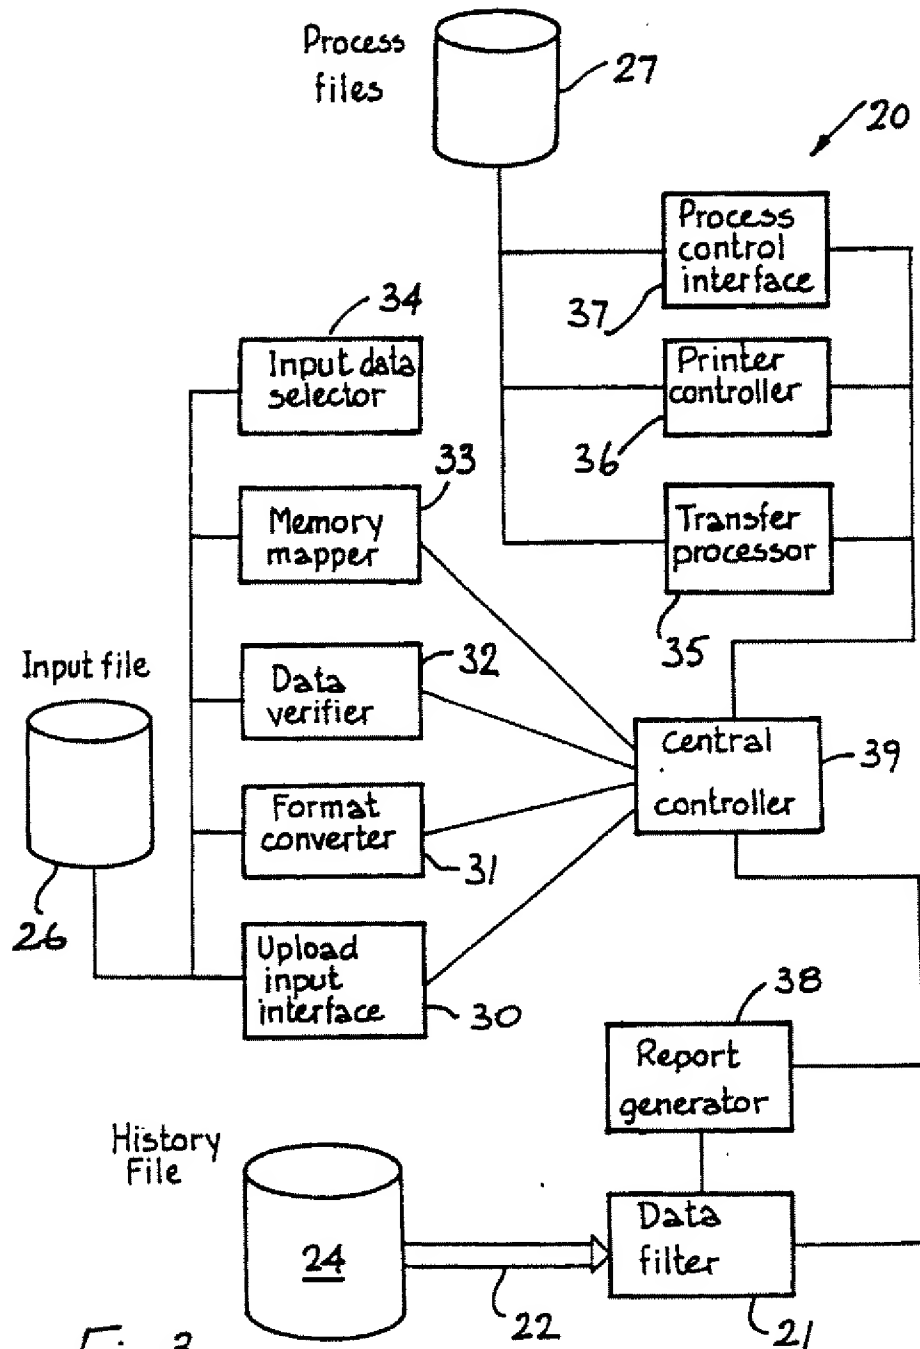 Process
files
27
20
Process
control
interface
37
34
Input data
selector
Printer
controller
36
33
Memory
mapper
Transfer
processor
35
Input file
32
Data
verifier
Central
controller
39
Format
converter
31
26
Upload
input
interface
30
38
Report
generator
History
File
24
22
Data
filter
21
Fig. 3